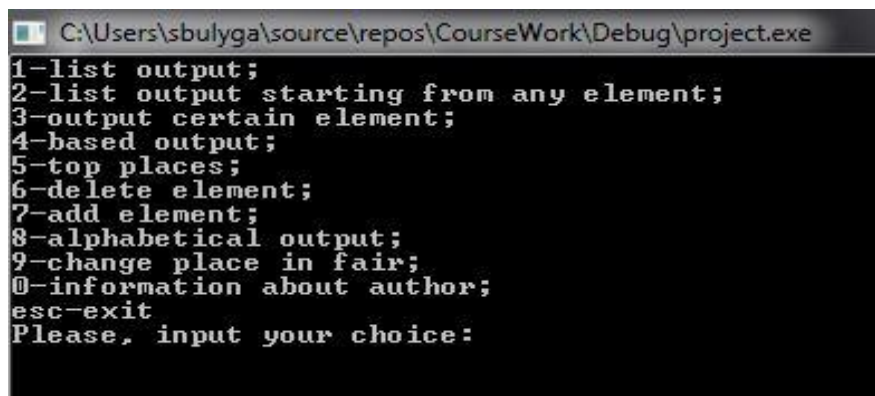 C:\Users\sbulyga\source\repos\CourseWork\Debug\project.exe
1-list output;
2-list output starting from any element;
3-output certain element;
4-based output;
5-top places;
6-delete element;
7-add element;
8-alphabetical output;
9-change place in fair;
0-information about author;
esc-exit
Please, input your choice: